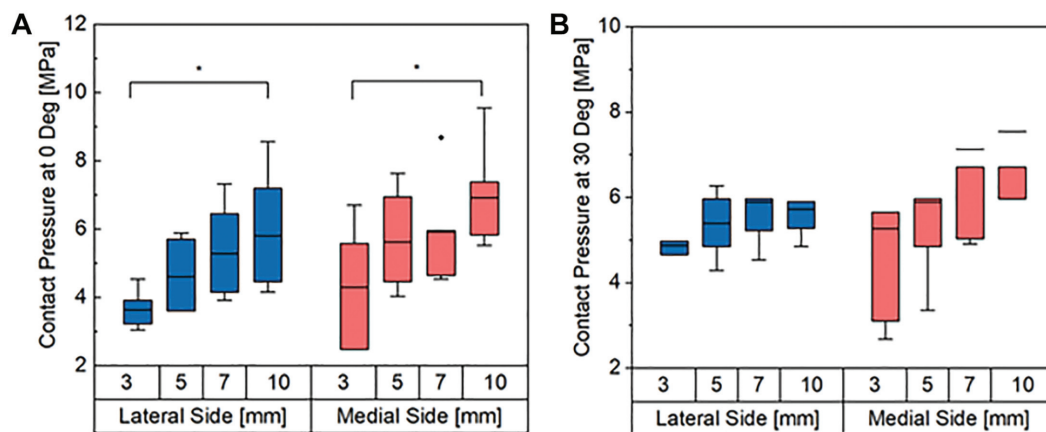 A
Contact Pressure at 0 Deg [MPa]
12
10
8
6
4
2
*
*
3 5 7 10 3 5 7 10
Lateral Side [mm] Medial Side [mm]
B
Contact Pressure at 30 Deg [MPa]
10
8
6
4
2
3 5 7 10 3 5 7 10
Lateral Side [mm] Medial Side [mm]